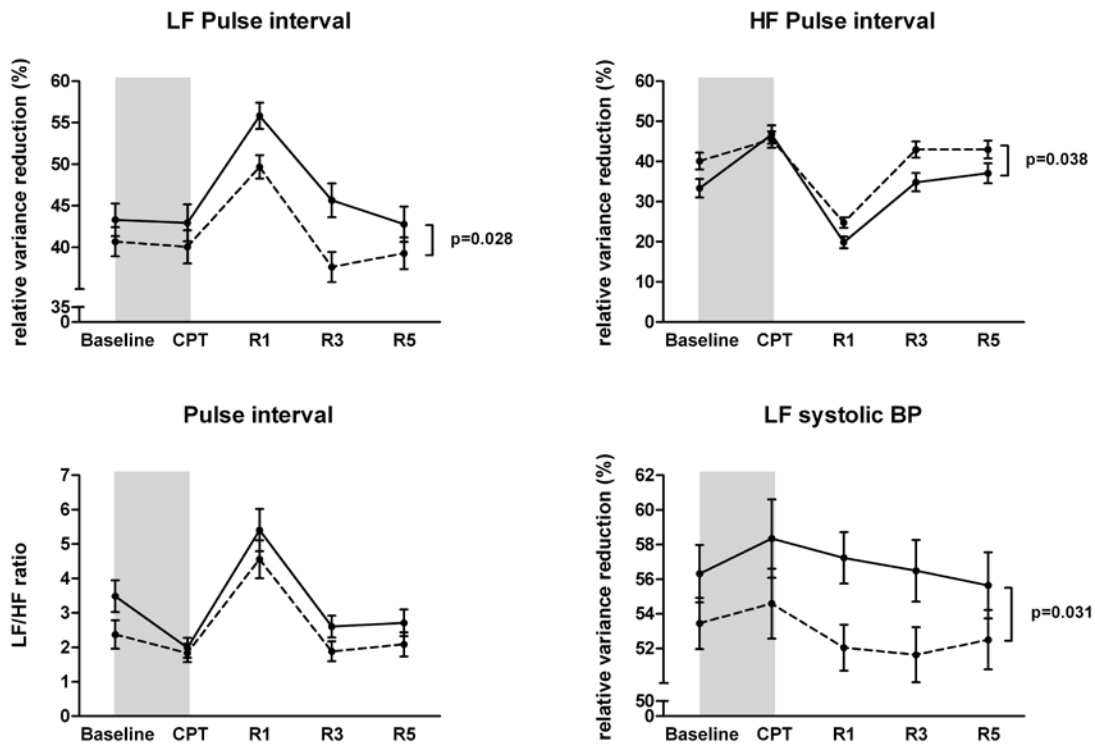 LF Pulse interval
relative variance reduction (%)
60
55
50
45
40
35
0
Baseline CPT R1 R3 R5
p=0.028
HF Pulse interval
relative variance reduction (%)
60
50
40
30
20
10
0
Baseline CPT R1 R3 R5
p=0.038
Pulse interval
LF/HF ratio
7
6
5
4
3
2
1
0
Baseline CPT R1 R3 R5
LF systolic BP
relative variance reduction (%)
62
60
58
56
54
52
50
0
Baseline CPT R1 R3 R5
p=0.031